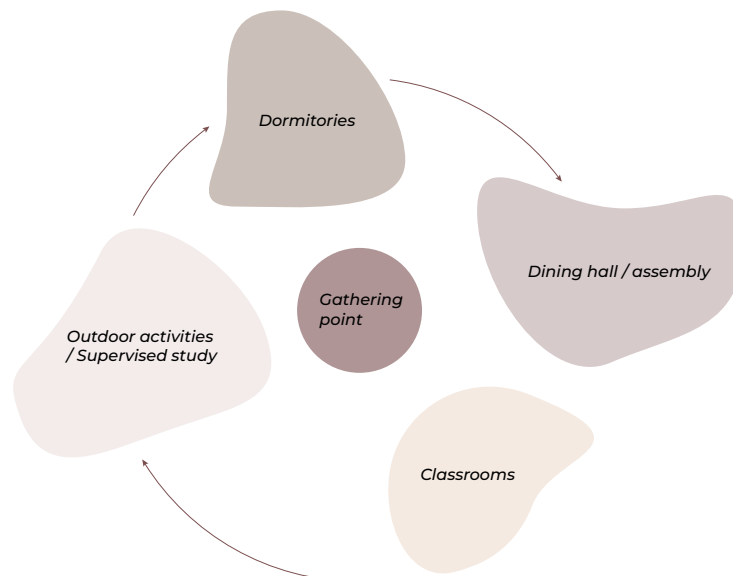 Dormitories
Dining hall / assembly
Gathering
point
Outdoor activities
/ Supervised study
Classrooms